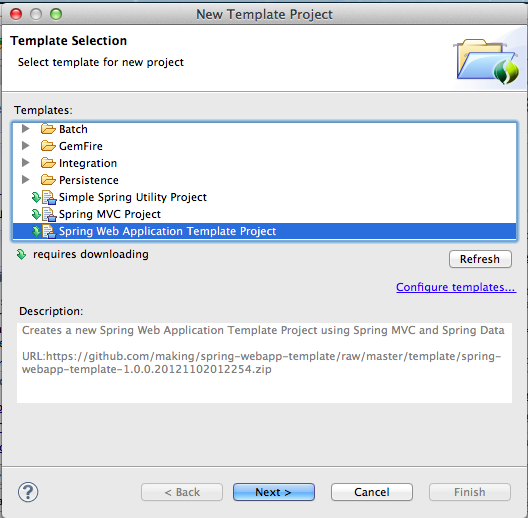 New Template Project
Template Selection
Select template for new project
Templates:
Batch
GemFire
Integration
Persistence
Simple Spring Utility Project
Spring MVC Project
Spring Web Application Template Project
requires downloading
Refresh
Configure templates...
Description:
Creates a new Spring Web Application Template Project using Spring MVC and Spring Data
URL:https://github.com/making/spring-webapp-template/raw/master/template/spring-
webapp-template-1.0.0.20121102012254.zip
?
< Back
Next >
Cancel
Finish